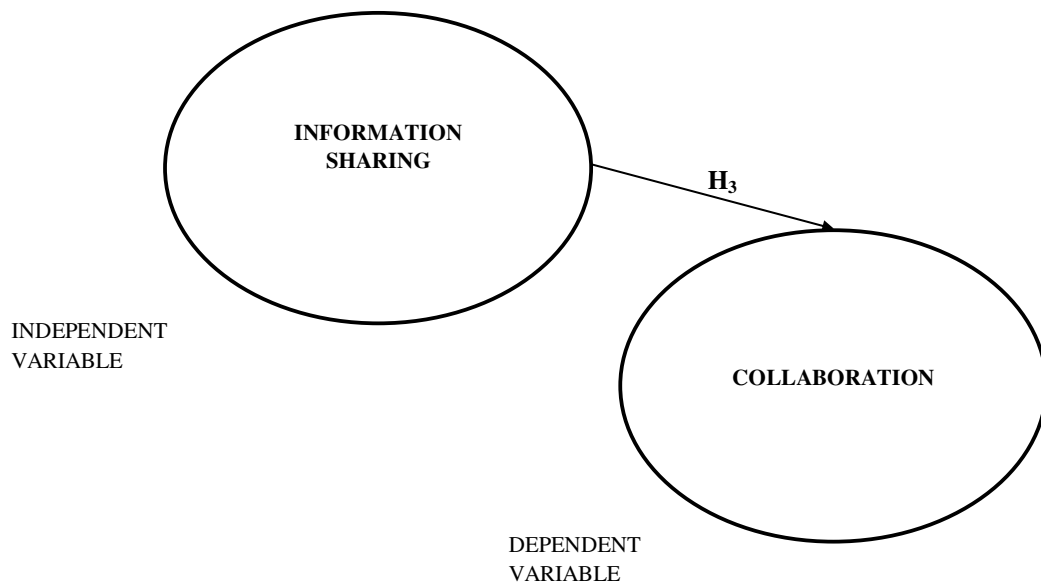 INFORMATION
SHARING
H₃
INDEPENDENT
VARIABLE
COLLABORATION
DEPENDENT
VARIABLE